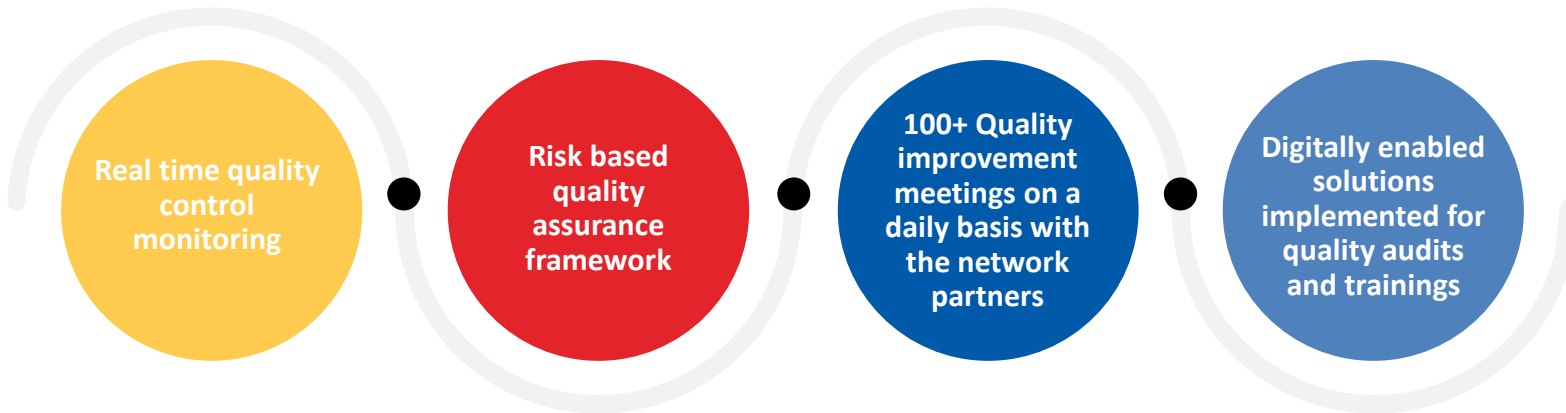 Real time quality
control
monitoring
Risk based
quality
assurance
framework
100+ Quality
improvement
meetings on a
daily basis with
the network
partners
Digitally enabled
solutions
implemented for
quality audits
and trainings